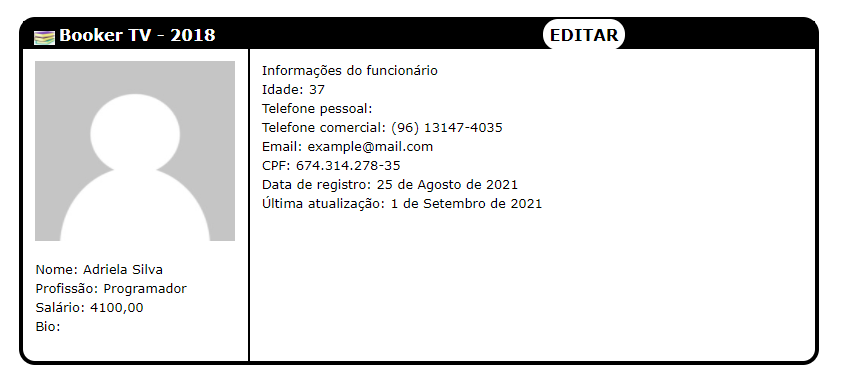 Booker TV - 2018
EDITAR
Informações do funcionário
Idade: 37
Telefone pessoal:
Telefone comercial: (96) 13147-4035
Email: example@mail.com
CPF: 674.314.278-35
Data de registro: 25 de Agosto de 2021
Última atualização: 1 de Setembro de 2021
Nome: Adriela Silva
Profissão: Programador
Salário: 4100,00
Bio: